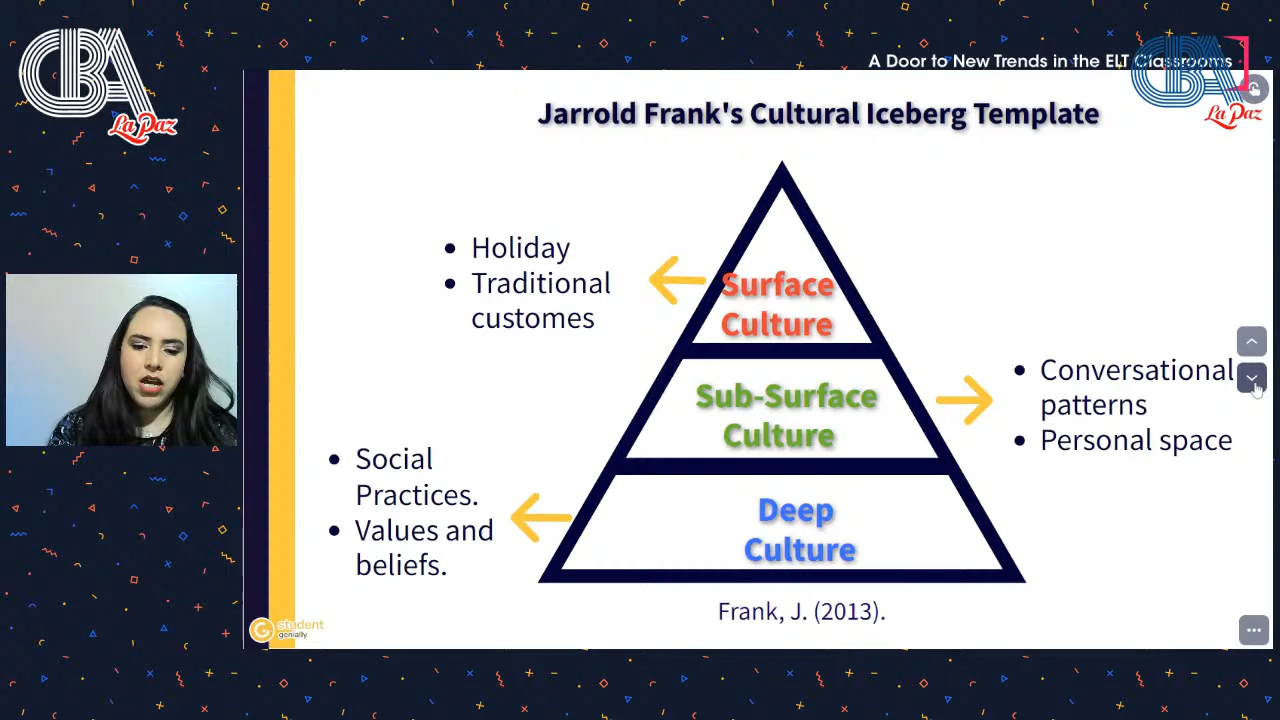 CBA
La Paz
A Door to New Trends in the ELT Classrooms
CBA
La Paz
Jarrold Frank's Cultural Iceberg Template
• Holiday
• Traditional
customes
Surface
Culture
Sub-Surface
Culture
• Conversational
patterns
• Personal space
• Social
Practices.
• Values and
beliefs.
Deep
Culture
Frank, J. (2013).
G student
genially